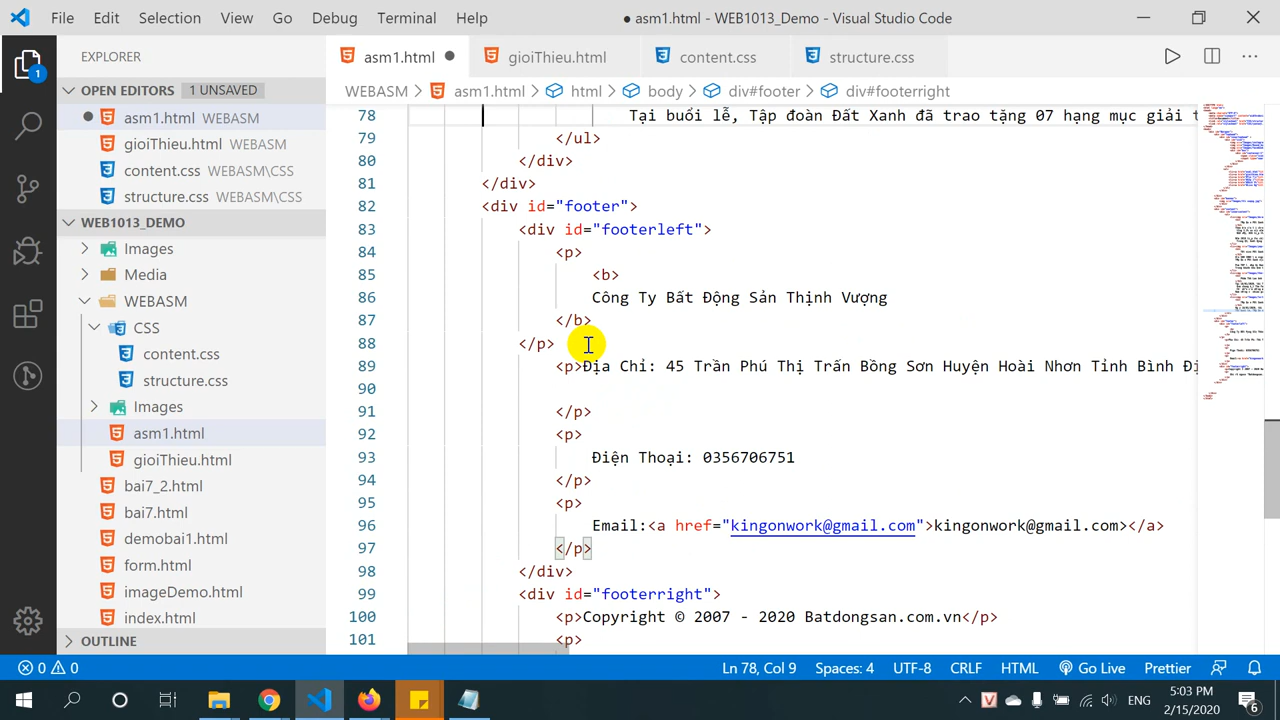 File Edit Selection View Go Debug Terminal Help ● asm1.html - WEB1013_Demo - Visual Studio Code
EXPLORER
asm1.html ● gioiThieu.html content.css structure.css
WEBASM > asm1.html > html > body > div#footer > div#footerright
1
OPEN EDITORS 1 UNSAVED
● asm1.html WEBASM
gioiThieu.html WEBASM
content.css WEBASM\CSS
structure.css WEBASM\CSS
WEB1013_DEMO
Images
Media
WEBASM
CSS
content.css
structure.css
Images
asm1.html
gioiThieu.html
bai7_2.html
bai7.html
demobai1.html
form.html
imageDemo.html
index.html
OUTLINE
78 Tại buổi lễ, Tập đoàn Đất Xanh đã trao tặng 07 hạng mục giải t
79 </ul>
80 </div>
81 </div>
82 <div id="footer">
83 <div id="footerleft">
84 <p>
85 <b>
86 Công Ty Bất Động Sản Thịnh Vượng
87 </b>
88 </p>
89 <p>Địa Chỉ: 45 Trần Phú Thị Trấn Bồng Sơn Huyện Hoài Nhơn Tỉnh Bình Đị
90
91 </p>
92 <p>
93 Điện Thoại: 0356706751
94 </p>
95 <p>
96 Email:<a href="kingonwork@gmail.com">kingonwork@gmail.com></a>
97 </p>
98 </div>
99 <div id="footerright">
100 <p>Copyright © 2007 - 2020 Batdongsan.com.vn</p>
101 <p>
0 0 Ln 78, Col 9 Spaces: 4 UTF-8 CRLF HTML Go Live Prettier
ENG 5:03 PM
2/15/2020 6